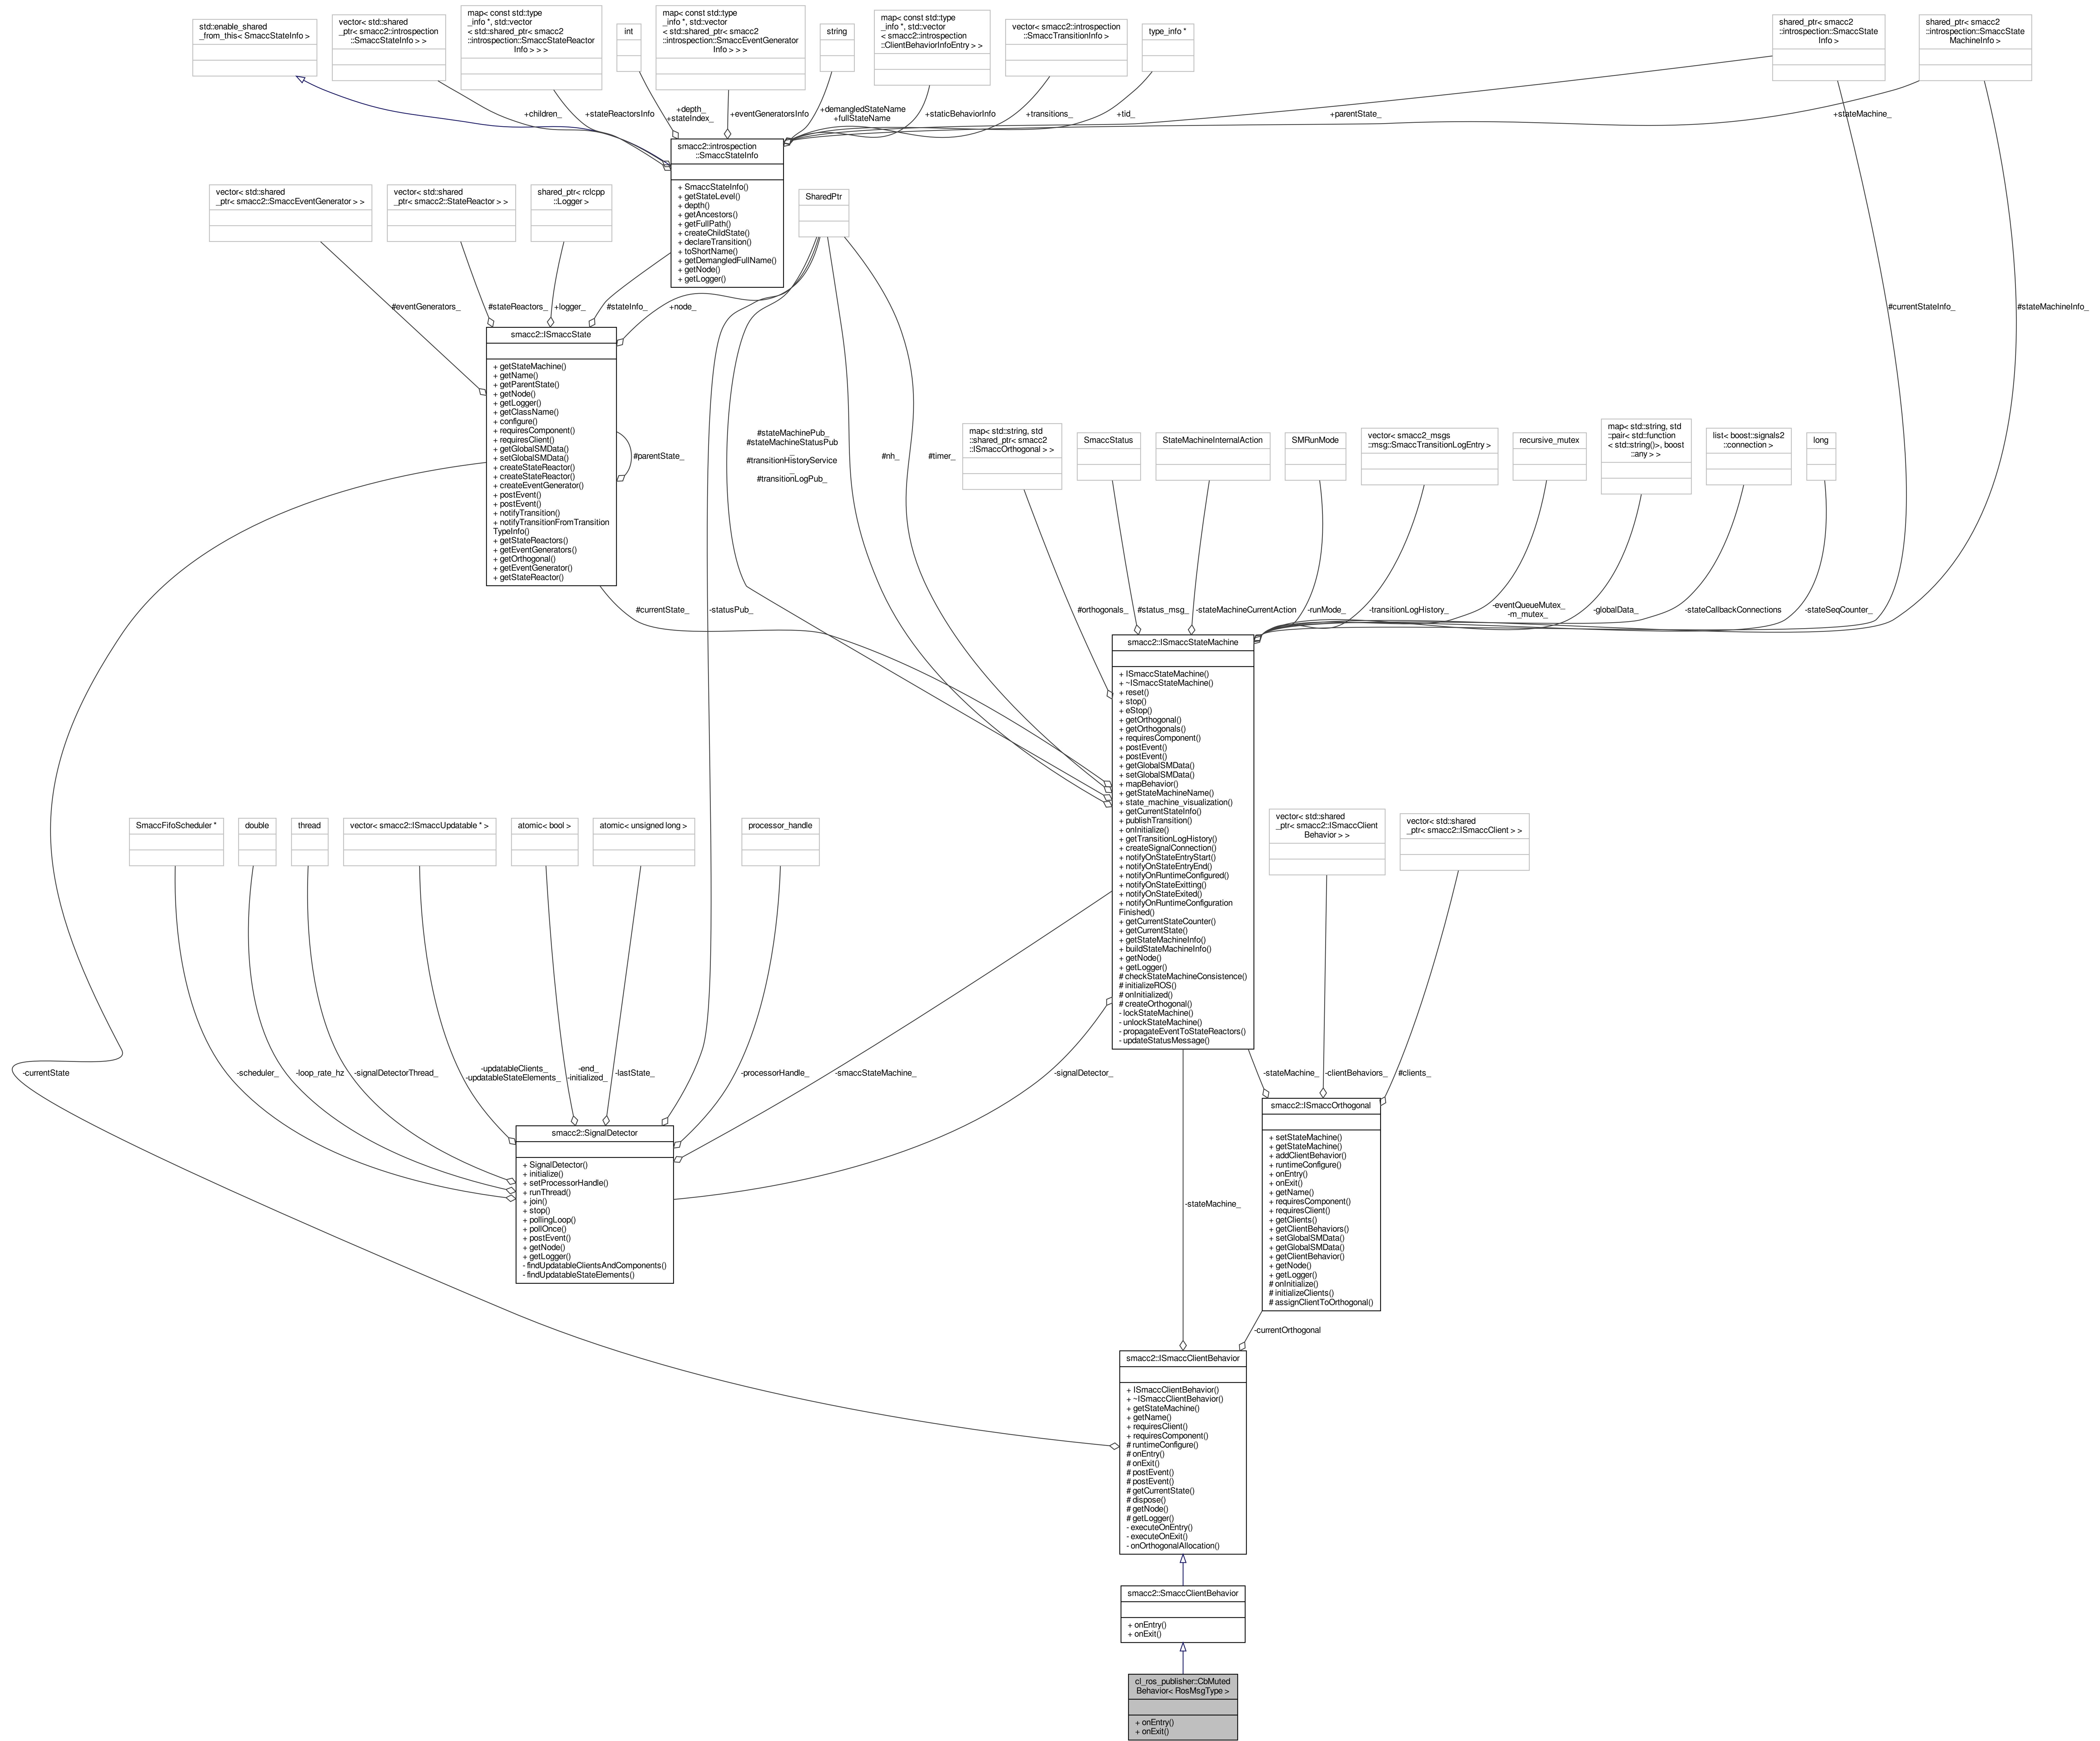 std::enable_shared
_from_this< SmaccStateInfo >
vector< std::shared
_ptr< smacc2::introspection
::SmaccStateInfo > >
map< const std::type
_info *, std::vector
< std::shared_ptr< smacc2
::introspection::SmaccStateReactor
Info > > >
int
map< const std::type
_info *, std::vector
< std::shared_ptr< smacc2
::introspection::SmaccEventGenerator
Info > > >
string
map< const std::type
_info *, std::vector
< smacc2::introspection
::ClientBehaviorInfoEntry > >
vector< smacc2::introspection
::SmaccTransitionInfo >
type_info *
shared_ptr< smacc2
::introspection::SmaccState
Info >
shared_ptr< smacc2
::introspection::SmaccState
MachineInfo >
+children_
+stateReactorsInfo
+depth_
+stateIndex_
+eventGeneratorsInfo
+demangledStateName
+fullStateName
+staticBehaviorInfo
+transitions_
+tid_
+parentState_
+stateMachine_
smacc2::introspection
::SmaccStateInfo
+ SmaccStateInfo()
+ getStateLevel()
+ depth()
+ getAncestors()
+ getFullPath()
+ createChildState()
+ declareTransition()
+ toShortName()
+ getDemangledFullName()
+ getNode()
+ getLogger()
vector< std::shared
_ptr< smacc2::SmaccEventGenerator > >
vector< std::shared
_ptr< smacc2::StateReactor > >
shared_ptr< rclcpp
::Logger >
SharedPtr
#eventGenerators_
#stateReactors_
+logger_
#stateInfo_
+node_
#currentStateInfo_
#stateMachineInfo_
smacc2::ISmaccState
+ getStateMachine()
+ getName()
+ getParentState()
+ getNode()
+ getLogger()
+ getClassName()
+ configure()
+ requiresComponent()
+ requiresClient()
+ getGlobalSMData()
+ setGlobalSMData()
+ createStateReactor()
+ createStateReactor()
+ createEventGenerator()
+ postEvent()
+ postEvent()
+ notifyTransition()
+ notifyTransitionFromTransition
TypeInfo()
+ getStateReactors()
+ getEventGenerators()
+ getOrthogonal()
+ getEventGenerator()
+ getStateReactor()
#parentState_
#stateMachinePub_
#stateMachineStatusPub
_
#transitionHistoryService
_
#transitionLogPub_
#nh_
#timer_
map< std::string, std
::shared_ptr< smacc2
::ISmaccOrthogonal > >
SmaccStatus
StateMachineInternalAction
SMRunMode
vector< smacc2_msgs
::msg::SmaccTransitionLogEntry >
recursive_mutex
map< std::string, std
::pair< std::function
< std::string()>, boost
::any > >
list< boost::signals2
::connection >
long
#currentState_
-statusPub_
#orthogonals_
#status_msg_
-stateMachineCurrentAction
-runMode_
-transitionLogHistory_
-eventQueueMutex_
-m_mutex_
-globalData_
-stateCallbackConnections
-stateSeqCounter_
smacc2::ISmaccStateMachine
+ ISmaccStateMachine()
+ ~ISmaccStateMachine()
+ reset()
+ stop()
+ eStop()
+ getOrthogonal()
+ getOrthogonals()
+ requiresComponent()
+ postEvent()
+ postEvent()
+ getGlobalSMData()
+ setGlobalSMData()
+ mapBehavior()
+ getStateMachineName()
+ state_machine_visualization()
+ getCurrentStateInfo()
+ publishTransition()
+ onInitialize()
+ getTransitionLogHistory()
+ createSignalConnection()
+ notifyOnStateEntryStart()
+ notifyOnStateEntryEnd()
+ notifyOnRuntimeConfigured()
+ notifyOnStateExitting()
+ notifyOnStateExited()
+ notifyOnRuntimeConfiguration
Finished()
+ getCurrentStateCounter()
+ getCurrentState()
+ getStateMachineInfo()
+ buildStateMachineInfo()
+ getNode()
+ getLogger()
# checkStateMachineConsistence()
# initializeROS()
# onInitialized()
# createOrthogonal()
- lockStateMachine()
- unlockStateMachine()
- propagateEventToStateReactors()
- updateStatusMessage()
SmaccFifoScheduler *
double
thread
vector< smacc2::ISmaccUpdatable * >
atomic< bool >
atomic< unsigned long >
processor_handle
vector< std::shared
_ptr< smacc2::ISmaccClient
Behavior > >
vector< std::shared
_ptr< smacc2::ISmaccClient > >
-currentState
-scheduler_
-loop_rate_hz
-signalDetectorThread_
-updatableClients_
-updatableStateElements_
-end_
-initialized_
-lastState_
-processorHandle_
-smaccStateMachine_
-signalDetector_
-stateMachine_
-clientBehaviors_
#clients_
smacc2::SignalDetector
+ SignalDetector()
+ initialize()
+ setProcessorHandle()
+ runThread()
+ join()
+ stop()
+ pollingLoop()
+ pollOnce()
+ postEvent()
+ getNode()
+ getLogger()
- findUpdatableClientsAndComponents()
- findUpdatableStateElements()
smacc2::ISmaccOrthogonal
+ setStateMachine()
+ getStateMachine()
+ addClientBehavior()
+ runtimeConfigure()
+ onEntry()
+ onExit()
+ getName()
+ requiresComponent()
+ requiresClient()
+ getClients()
+ getClientBehaviors()
+ setGlobalSMData()
+ getGlobalSMData()
+ getClientBehavior()
+ getNode()
+ getLogger()
# onInitialize()
# initializeClients()
# assignClientToOrthogonal()
-stateMachine_
-currentOrthogonal
smacc2::ISmaccClientBehavior
+ ISmaccClientBehavior()
+ ~ISmaccClientBehavior()
+ getStateMachine()
+ getName()
+ requiresClient()
+ requiresComponent()
# runtimeConfigure()
# onEntry()
# onExit()
# postEvent()
# postEvent()
# getCurrentState()
# dispose()
# getNode()
# getLogger()
- executeOnEntry()
- executeOnExit()
- onOrthogonalAllocation()
smacc2::SmaccClientBehavior
+ onEntry()
+ onExit()
cl_ros_publisher::CbMuted
Behavior< RosMsgType >
+ onEntry()
+ onExit()